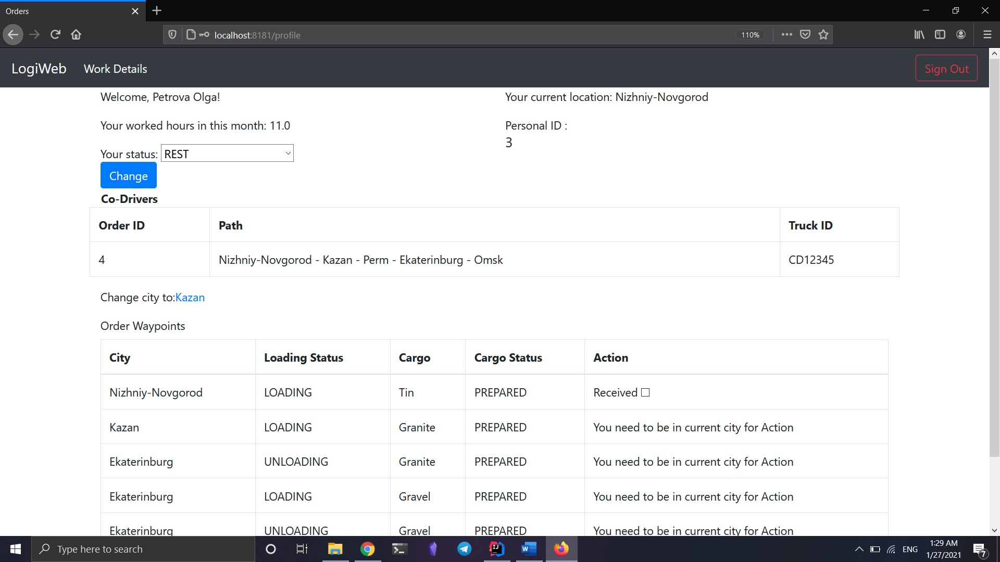 Orders
localhost:8181/profile
110%
LogiWeb Work Details Sign Out
Welcome, Petrova Olga! Your current location: Nizhniy-Novgorod
Your worked hours in this month: 11.0 Personal ID :
3
Your status: REST
Change
Co-Drivers
Order ID Path Truck ID
4 Nizhniy-Novgorod - Kazan - Perm - Ekaterinburg - Omsk CD12345
Change city to:Kazan
Order Waypoints
City Loading Status Cargo Cargo Status Action
Nizhniy-Novgorod LOADING Tin PREPARED Received
Kazan LOADING Granite PREPARED You need to be in current city for Action
Ekaterinburg UNLOADING Granite PREPARED You need to be in current city for Action
Ekaterinburg LOADING Gravel PREPARED You need to be in current city for Action
Ekaterinburg UNLOADING Gravel PREPARED You need to be in current city for Action
Type here to search
ENG
1:29 AM
1/27/2021
7